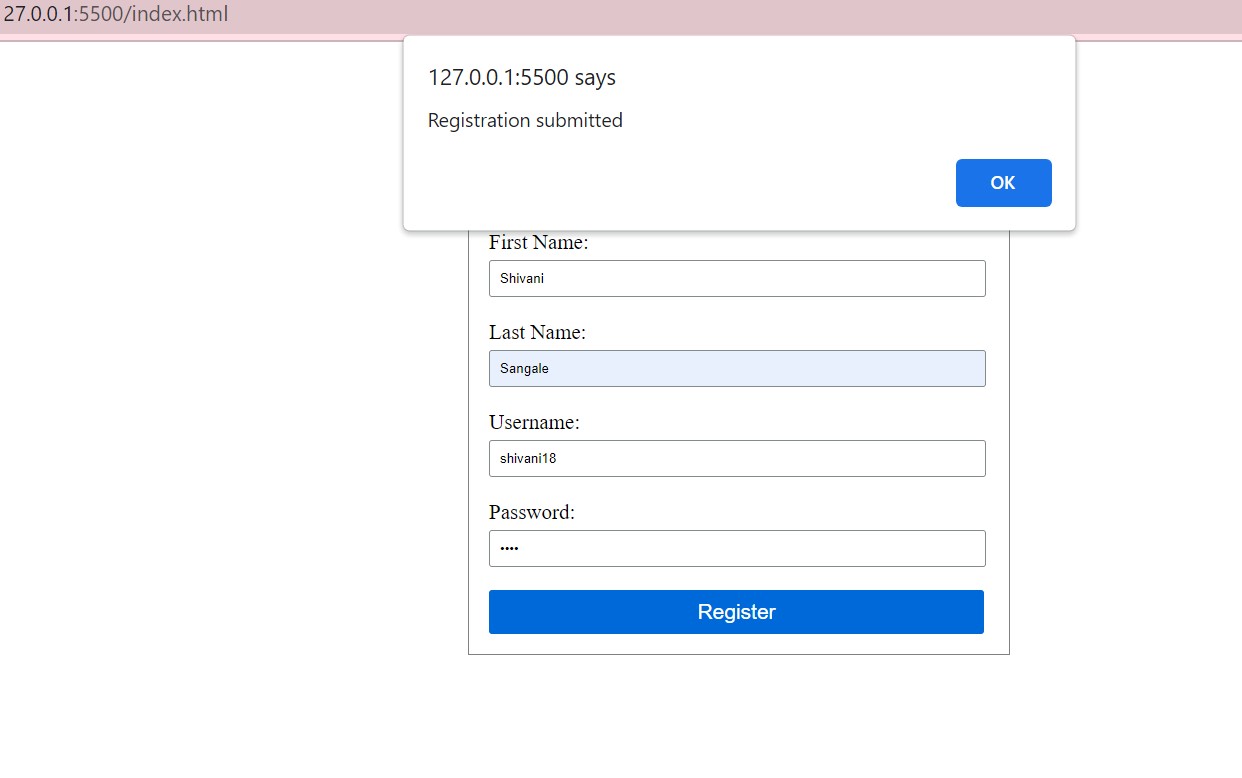 27.0.0.1:5500/index.html
127.0.0.1:5500 says
Registration submitted
OK
First Name:
Shivani
Last Name:
Sangale
Username:
shivani18
Password:
••••
Register